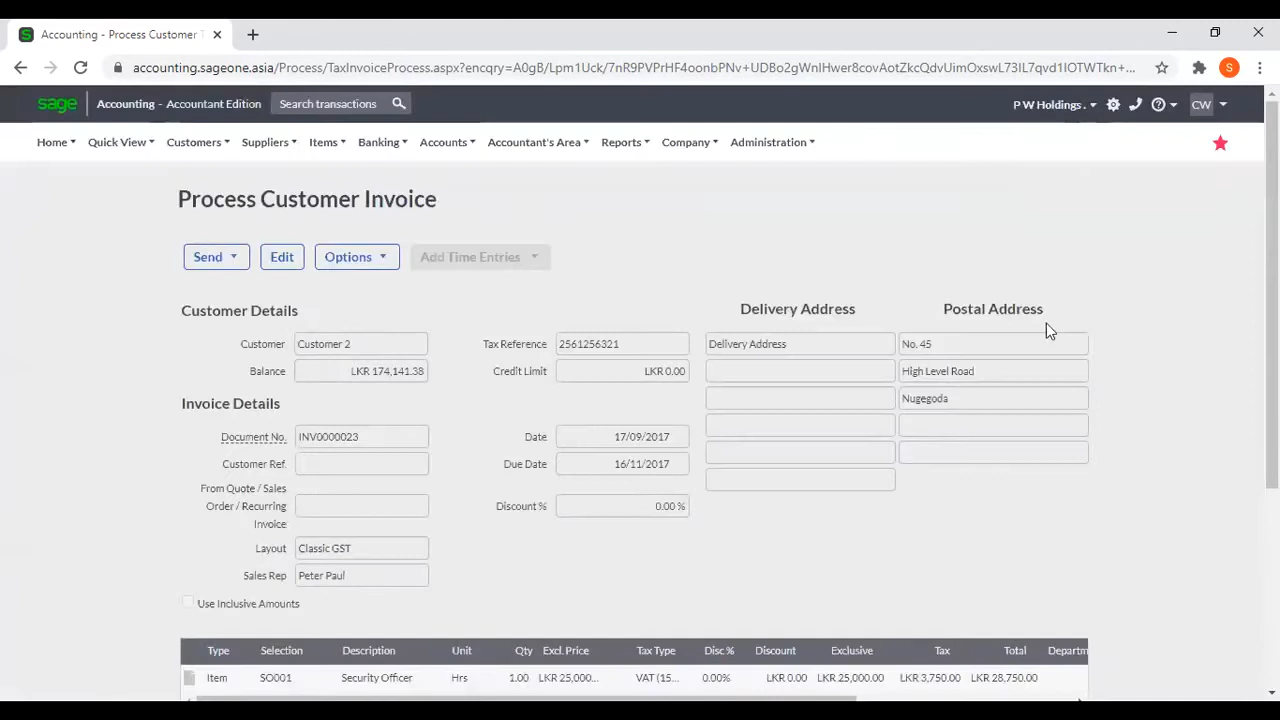 Accounting - Process Customer T
accounting.sageone.asia/Process/TaxInvoiceProcess.aspx?enqry=A0gB/Lpm1Uck/7nR9PVPrHF4oonbPNv+UDBo2gWnIHwer8covAotZkcQdvUimOxswL73IL7qvd1IOTWTkn+...
S
sage Accounting - Accountant Edition Search transactions P W Holdings . CW
Home Quick View Customers Suppliers Items Banking Accounts Accountant's Area Reports Company Administration
Process Customer Invoice
Send Edit Options Add Time Entries
Customer Details Delivery Address Postal Address
Customer Customer 2 Tax Reference 2561256321 Delivery Address No. 45
Balance LKR 174,141.38 Credit Limit LKR 0.00 High Level Road
Invoice Details Nugegoda
Document No. INV0000023 Date 17/09/2017
Customer Ref. Due Date 16/11/2017
From Quote / Sales
Order / Recurring Discount % 0.00 %
Invoice
Layout Classic GST
Sales Rep Peter Paul
Use Inclusive Amounts
Type Selection Description Unit Qty Excl. Price Tax Type Disc % Discount Exclusive Tax Total Departm
Item SO001 Security Officer Hrs 1.00 LKR 25,000... VAT (15... 0.00% LKR 0.00 LKR 25,000.00 LKR 3,750.00 LKR 28,750.00